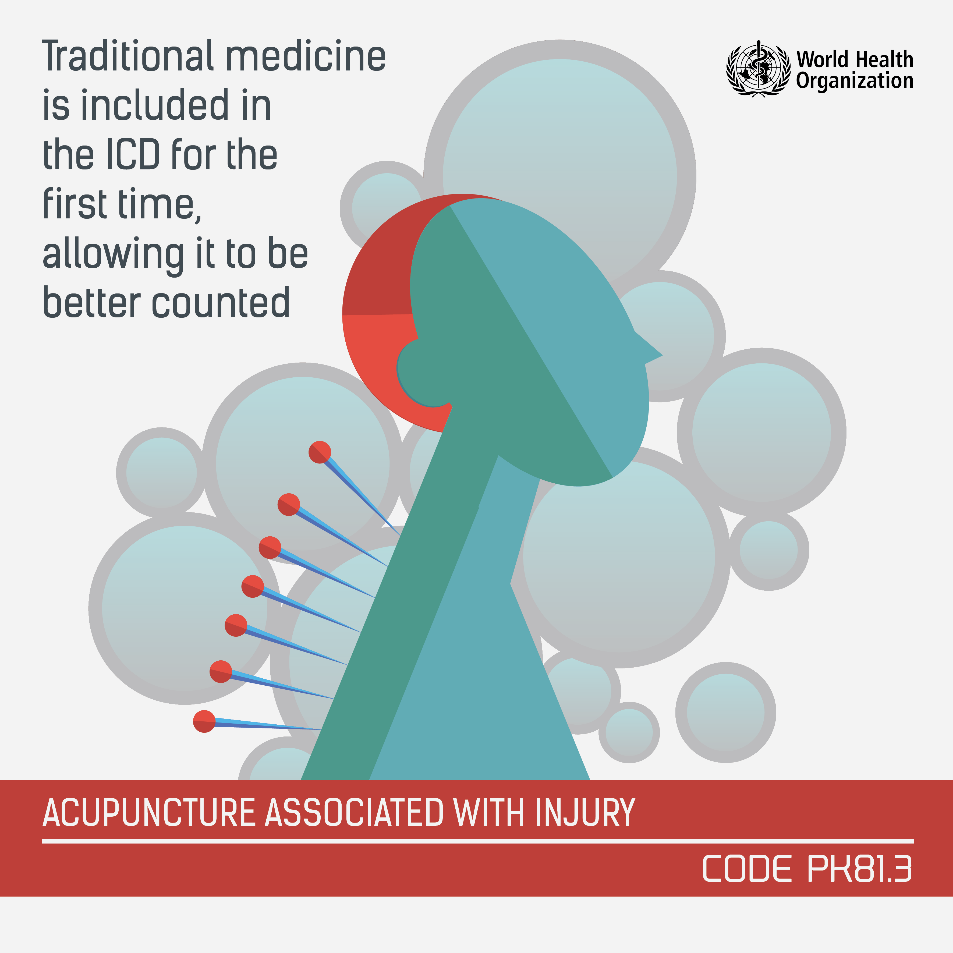 Traditional medicine
is included in
the ICD for the
first time,
allowing it to be
better counted
World Health
Organization
ACUPUNCTURE ASSOCIATED WITH INJURY
CODE PK81.3